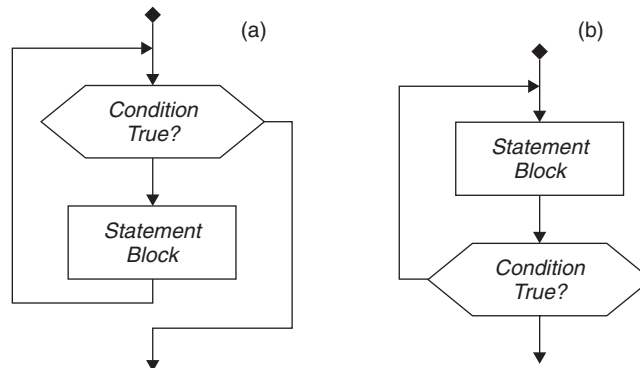 (a)
Condition
True?
Statement
Block
(b)
Statement
Block
Condition
True?